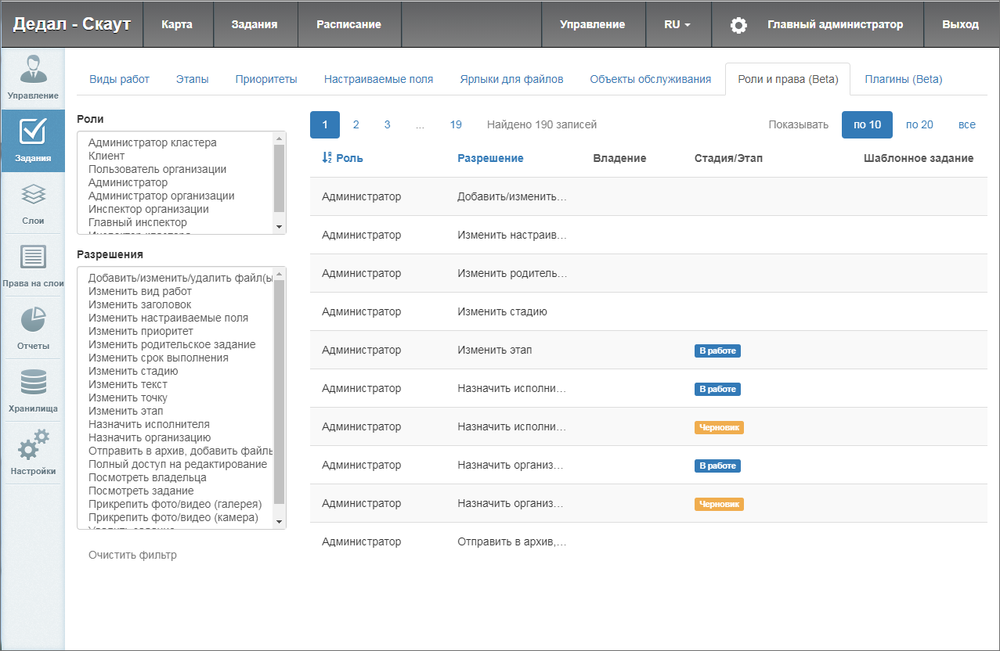 Дедал - Скаут
Карта
Задания
Расписание
Управление
RU
Главный администратор
Выход
Управление
Задания
Слои
Права на слои
Отчеты
Хранилища
Настройки
Виды работ
Этапы
Приоритеты
Настраиваемые поля
Ярлыки для файлов
Объекты обслуживания
Роли и права (Beta)
Плагины (Beta)
Роли
Администратор кластера
Клиент
Пользователь организации
Администратор
Администратор организации
Инспектор организации
Главный инспектор
Инспектор кластера
Разрешения
Добавить/изменить/удалить файл(ы
Изменить вид работ
Изменить заголовок
Изменить настраиваемые поля
Изменить приоритет
Изменить родительское задание
Изменить срок выполнения
Изменить стадию
Изменить текст
Изменить точку
Изменить этап
Назначить исполнителя
Назначить организацию
Отправить в архив, добавить файлы
Полный доступ на редактирование
Посмотреть владельца
Посмотреть задание
Прикрепить фото/видео (галерея)
Прикрепить фото/видео (камера)
Удалить задание
Очистить фильтр
1 2 3 ... 19 Найдено 190 записей Показывать по 10 по 20 все
Роль Разрешение Владение Стадия/Этап Шаблонное задание
Администратор Добавить/изменить…
Администратор Изменить настраив…
Администратор Изменить родитель…
Администратор Изменить стадию
Администратор Изменить этап В работе
Администратор Назначить исполни… В работе
Администратор Назначить исполни… Черновик
Администратор Назначить организ… В работе
Администратор Назначить организ… Черновик
Администратор Отправить в архив,…